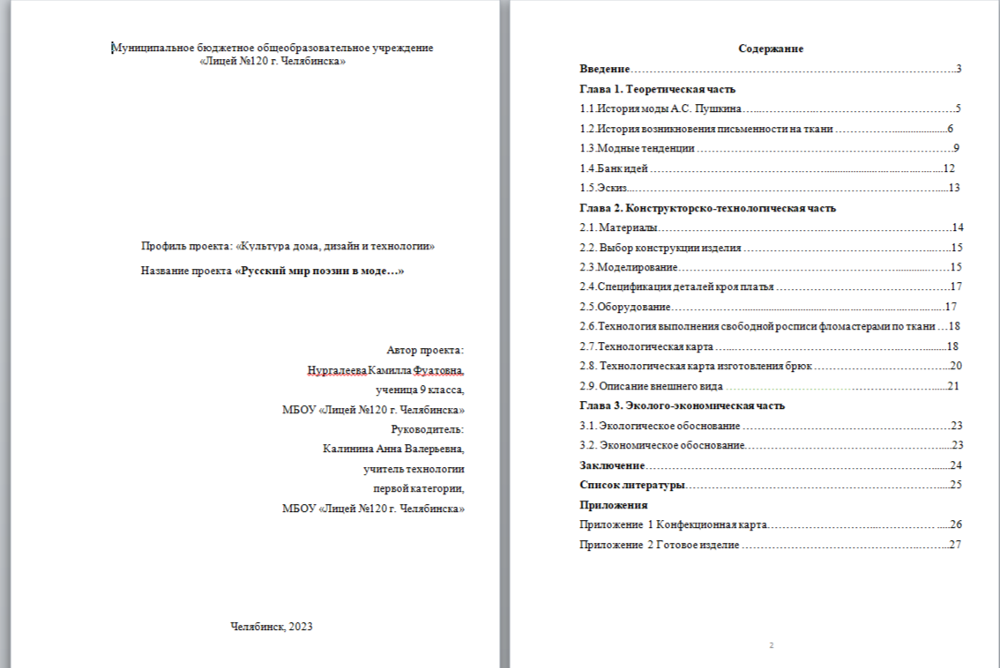 Муниципальное бюджетное общеобразовательное учреждение
«Лицей №120 г. Челябинска»
Профиль проекта: «Культура дома, дизайн и технологии»
Название проекта «Русский мир поэзии в моде…»
Автор проекта:
Нургалеева Камилла Фуатовна,
ученица 9 класса,
МБОУ «Лицей №120 г. Челябинска»
Руководитель:
Калинина Анна Валерьевна,
учитель технологии
первой категории,
МБОУ «Лицей №120 г. Челябинска»
Челябинск, 2023
Содержание
Введение……………………………………………………………………….3
Глава 1. Теоретическая часть
1.1.История моды А.С. Пушкина……………………………………………….5
1.2.История возникновения письменности на ткани …………......................6
1.3.Модные тенденции ………………………………………………………...9
1.4.Банк идей ……………………………………...............................................12
1.5.Эскиз...……………………………………………………………………....13
Глава 2. Конструкторско-технологическая часть
2.1. Материалы………………………………………………………………….14
2.2. Выбор конструкции изделия ……………………………………………...15
2.3.Моделирование……………………………………………………………...15
2.4.Спецификация деталей кроя платья ……………………………………….17
2.5.Оборудование……………….......................................................................17
2.6.Технология выполнения свободной росписи фломастерами по ткани …18
2.7.Технологическая карта …………………………………………….............18
2.8. Технологическая карта изготовления брюк ……………………………...20
2.9. Описание внешнего вида …………………………………………….........21
Глава 3. Эколого-экономическая часть
3.1. Экологическое обоснование ……………………………………………...23
3.2. Экономическое обоснование……………………………………………....23
Заключение…………………………………………………………………......24
Список литературы………………………………………………………….....25
Приложения
Приложение 1 Конфекционная карта……………………………………......26
Приложение 2 Готовое изделие ……………………………………………...27
2